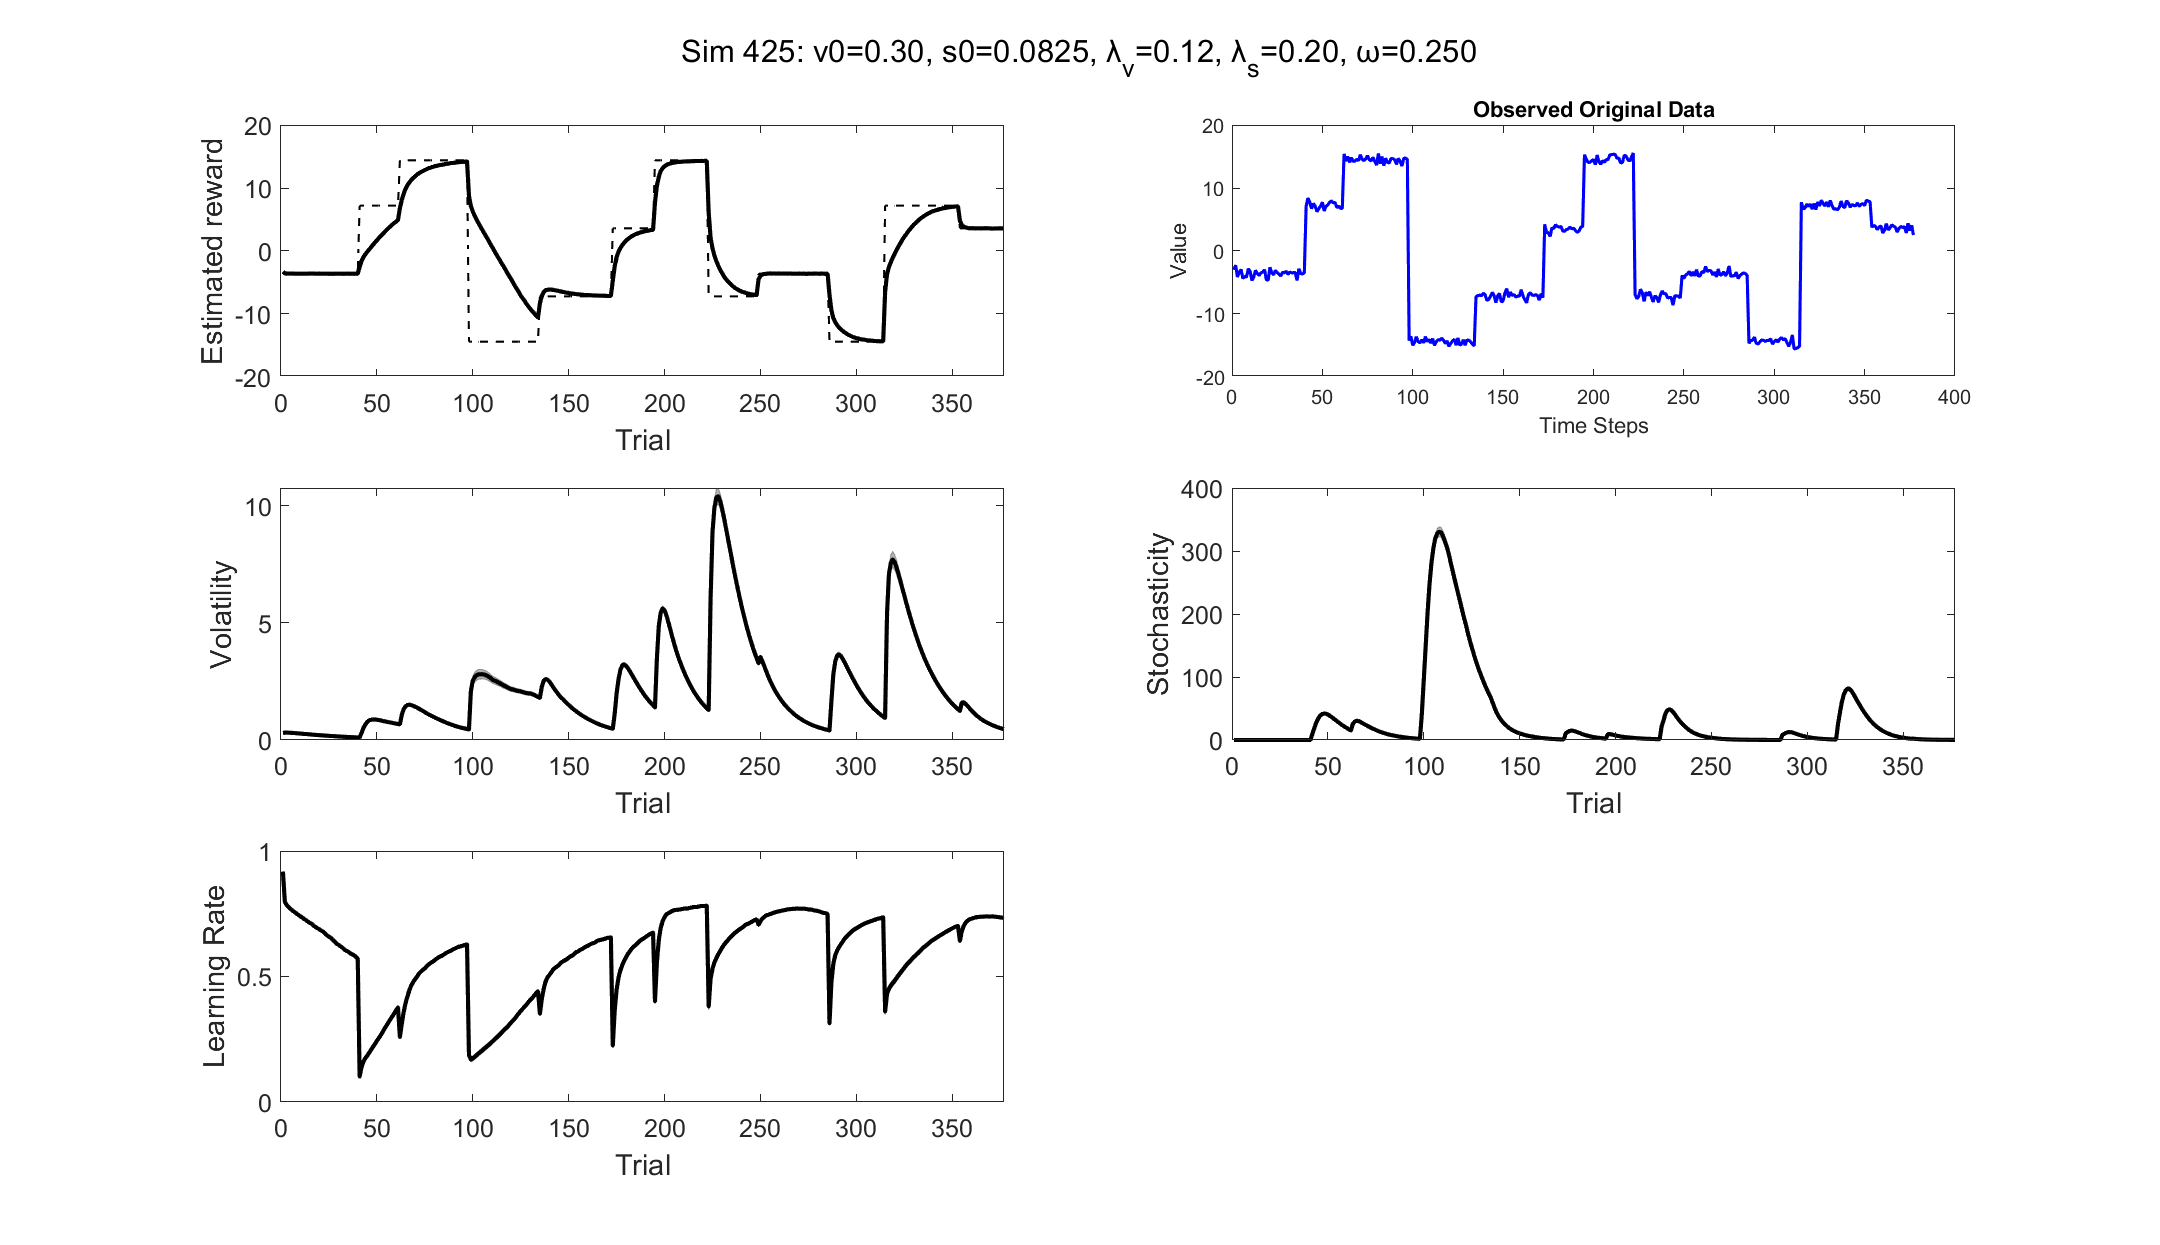 Sim 425: v0=0.30, s0=0.0825, λv=0.12, λs=0.20, ω=0.250
Estimated reward
20
10
0
-10
-20
0 50 100 150 200 250 300 350
Trial
Observed Original Data
Value
20
10
0
-10
-20
0 50 100 150 200 250 300 350 400
Time Steps
Volatility
10
5
0
0 50 100 150 200 250 300 350
Trial
Stochasticity
400
300
200
100
0
0 50 100 150 200 250 300 350
Trial
Learning Rate
1
0.5
0
0 50 100 150 200 250 300 350
Trial